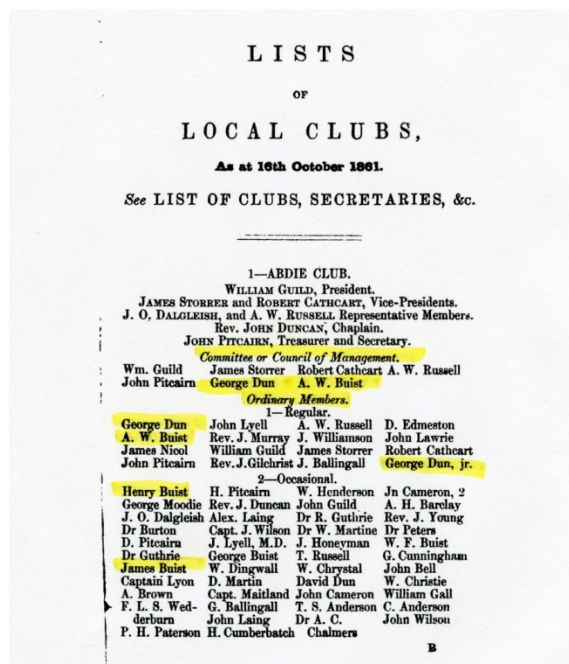 LISTS
OF
LOCAL CLUBS,
As at 16th October 1861.
See LIST OF CLUBS, SECRETARIES, &c.
1—ABDIE CLUB.
WILLIAM GUILD, President.
JAMES STORRER and ROBERT CATHCART, Vice-Presidents.
J. O. DALGLEISH, and A. W. RUSSELL Representative Members.
Rev. JOHN DUNCAN, Chaplain.
JOHN PITCAIRN, Treasurer and Secretary.
Committee or Council of Management.
Wm. Guild James Storrer Robert Cathcart A. W. Russell
John Pitcairn George Dun A. W. Buist
Ordinary Members.
1—Regular.
George Dun John Lyell A. W. Russell D. Edmeston
A. W. Buist Rev. J. Murray J. Williamson John Lawrie
James Nicol William Guild James Storrer Robert Cathcart
John Pitcairn Rev. J. Gilchrist J. Ballingall George Dun, jr.
2—Occasional.
Henry Buist H. Pitcairn W. Henderson Jn Cameron, 2
George Moodie Rev. J. Duncan John Guild A. H. Barclay
J. O. Dalgleish Alex. Laing Dr R. Guthrie Rev. J. Young
Dr Burton Capt. J. Wilson Dr W. Martine Dr Peters
D. Pitcairn J. Lyell, M.D. J. Honeyman W. F. Buist
Dr Guthrie George Buist T. Russell G. Cunningham
James Buist W. Dingwall W. Chrystal John Bell
Captain Lyon D. Martin David Dun W. Christie
A. Brown Capt. Maitland John Cameron William Gall
F. L. S. Wed- G. Ballingall T. S. Anderson C. Anderson
derburn John Laing Dr A. C. John Wilson
P. H. Paterson H. Cumberbatch Chalmers
B